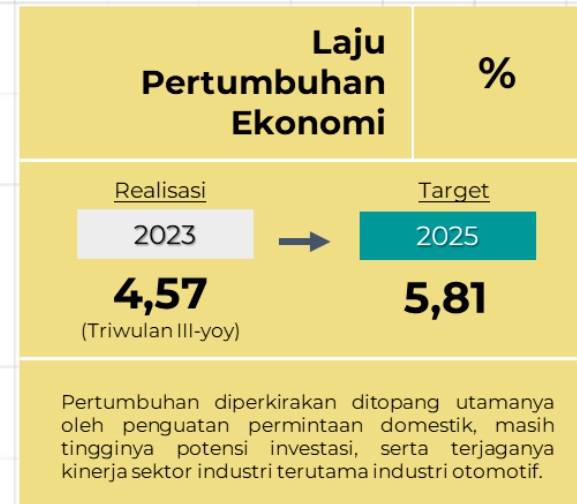 Laju
Pertumbuhan
Ekonomi
%
Realisasi
2023
4,57
(Triwulan III-yoy)
Target
2025
5,81
Pertumbuhan diperkirakan ditopang utamanya
oleh penguatan permintaan domestik, masih
tingginya potensi investasi, serta terjaganya
kinerja sektor industri terutama industri otomotif.